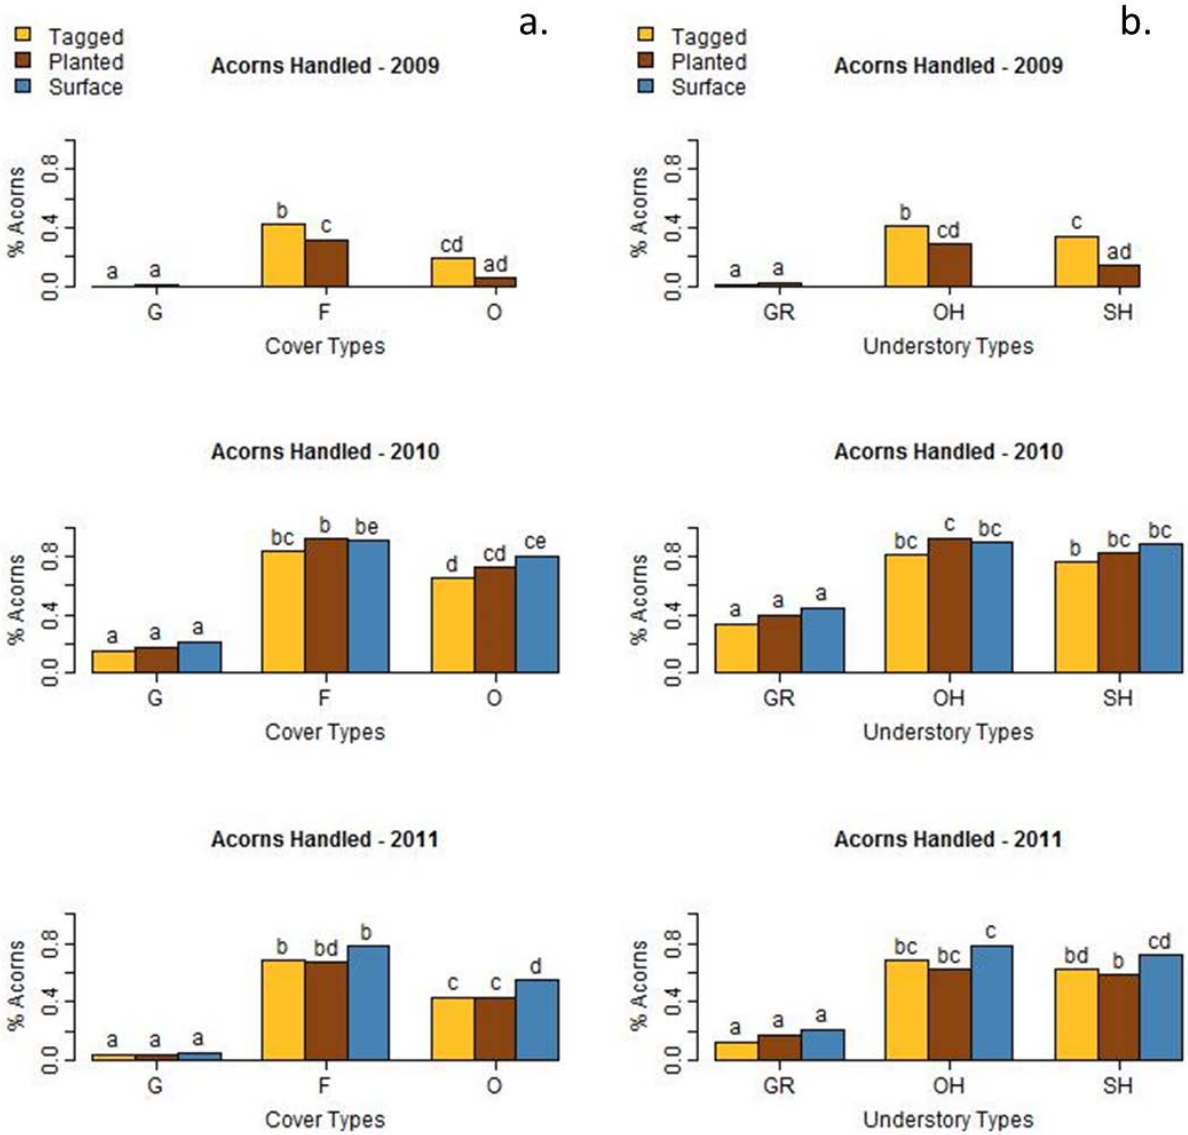 a.
Tagged
Planted
Surface
Acorns Handled - 2009
% Acorns
0.0 0.4 0.8
a a b c cd ad
G F O
Cover Types
Acorns Handled - 2010
% Acorns
0.0 0.4 0.8
a a a bc b be d cd ce
G F O
Cover Types
Acorns Handled - 2011
% Acorns
0.0 0.4 0.8
a a a b bd b c c d
G F O
Cover Types
b.
Tagged
Planted
Surface
Acorns Handled - 2009
% Acorns
0.0 0.4 0.8
a a b cd c ad
GR OH SH
Understory Types
Acorns Handled - 2010
% Acorns
0.0 0.4 0.8
a a a bc c bc b bc bc
GR OH SH
Understory Types
Acorns Handled - 2011
% Acorns
0.0 0.4 0.8
a a a bc bc c bd b cd
GR OH SH
Understory Types